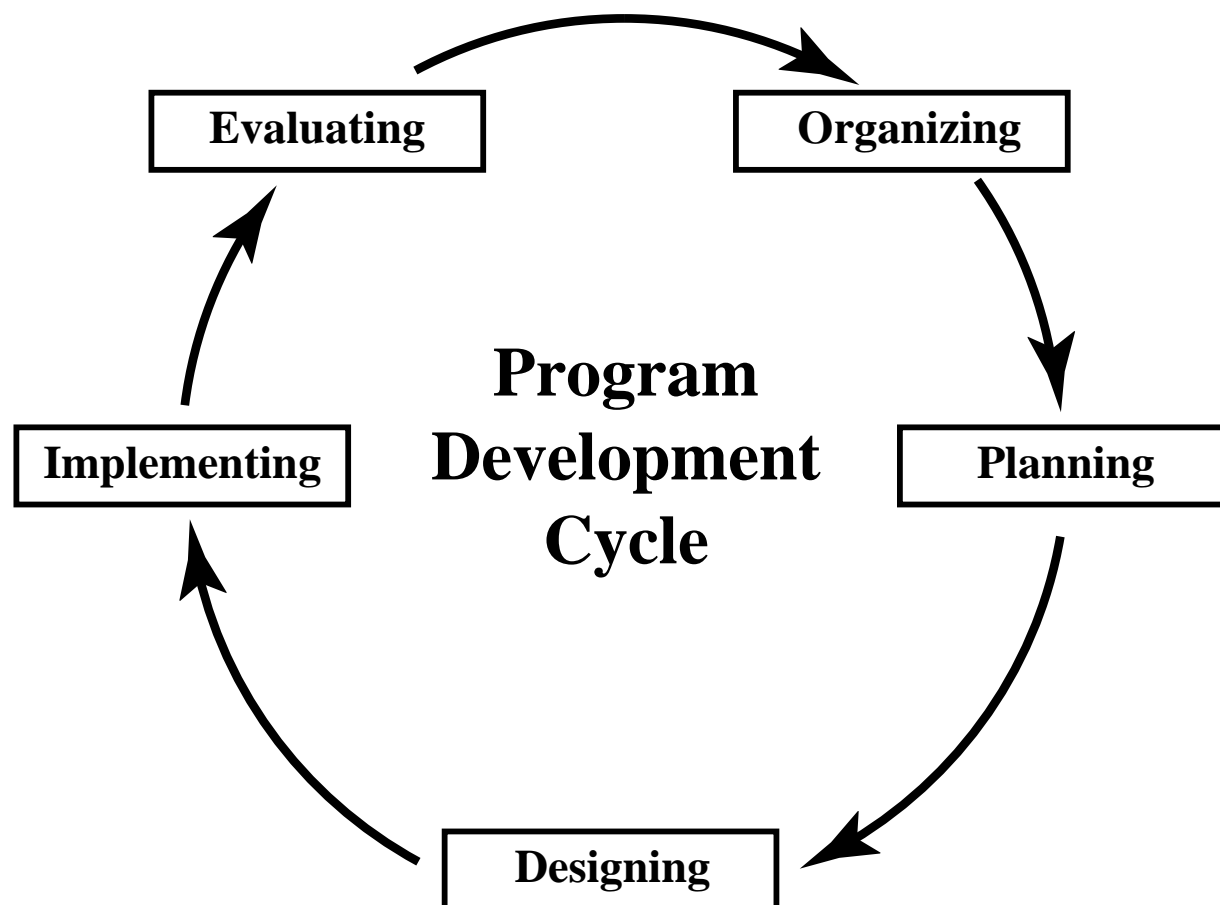 Evaluating
Organizing
Program
Development
Cycle
Implementing
Planning
Designing